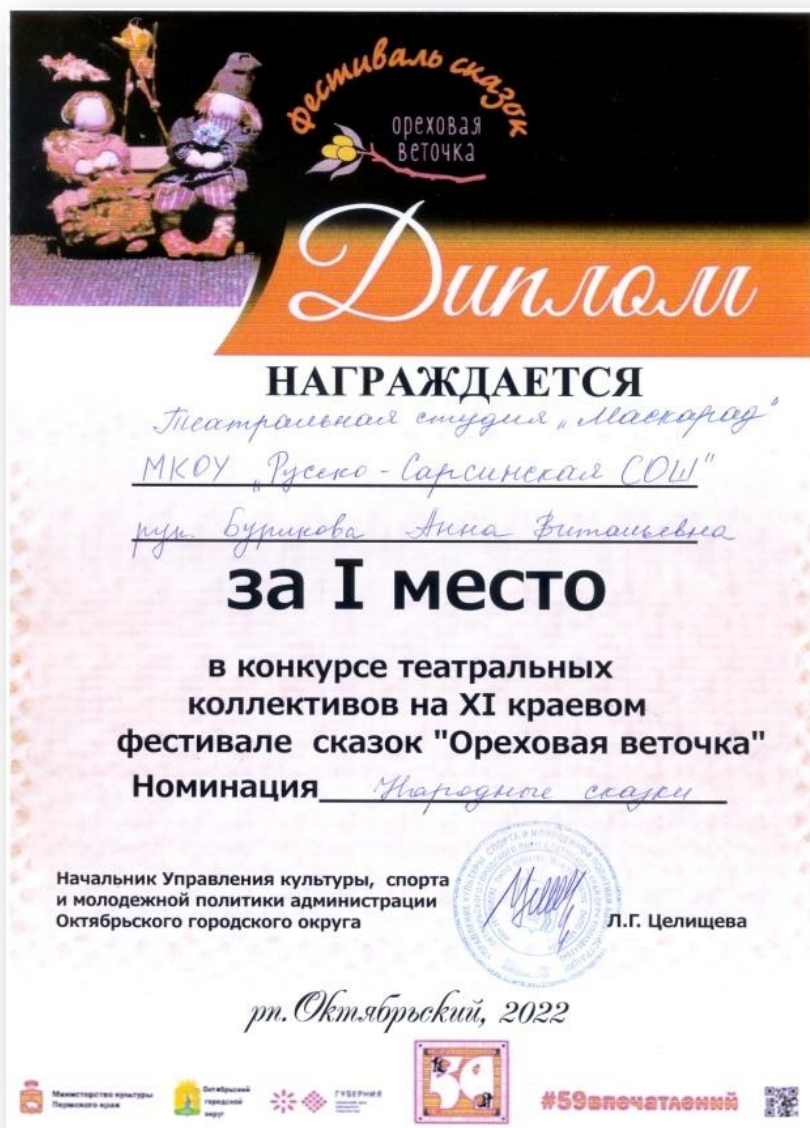 фестиваль сказок
ореховая
веточка
Диплом
НАГРАЖДАЕТСЯ
Театральная студия "Маскарад"
МКОУ "Русско-Сарсинская СОШ"
рук. Бурикова Анна Витальевна
за I место
в конкурсе театральных
коллективов на XI краевом
фестивале сказок "Ореховая веточка"
Номинация Народные сказки
Начальник Управления культуры, спорта
и молодежной политики администрации
Октябрьского городского округа
Л.Г. Целищева
рп. Октябрьский, 2022
Министерство культуры
Пермского края
Октябрьский
городской
округ
ГУБЕРНИЯ
59
#59впечатлений